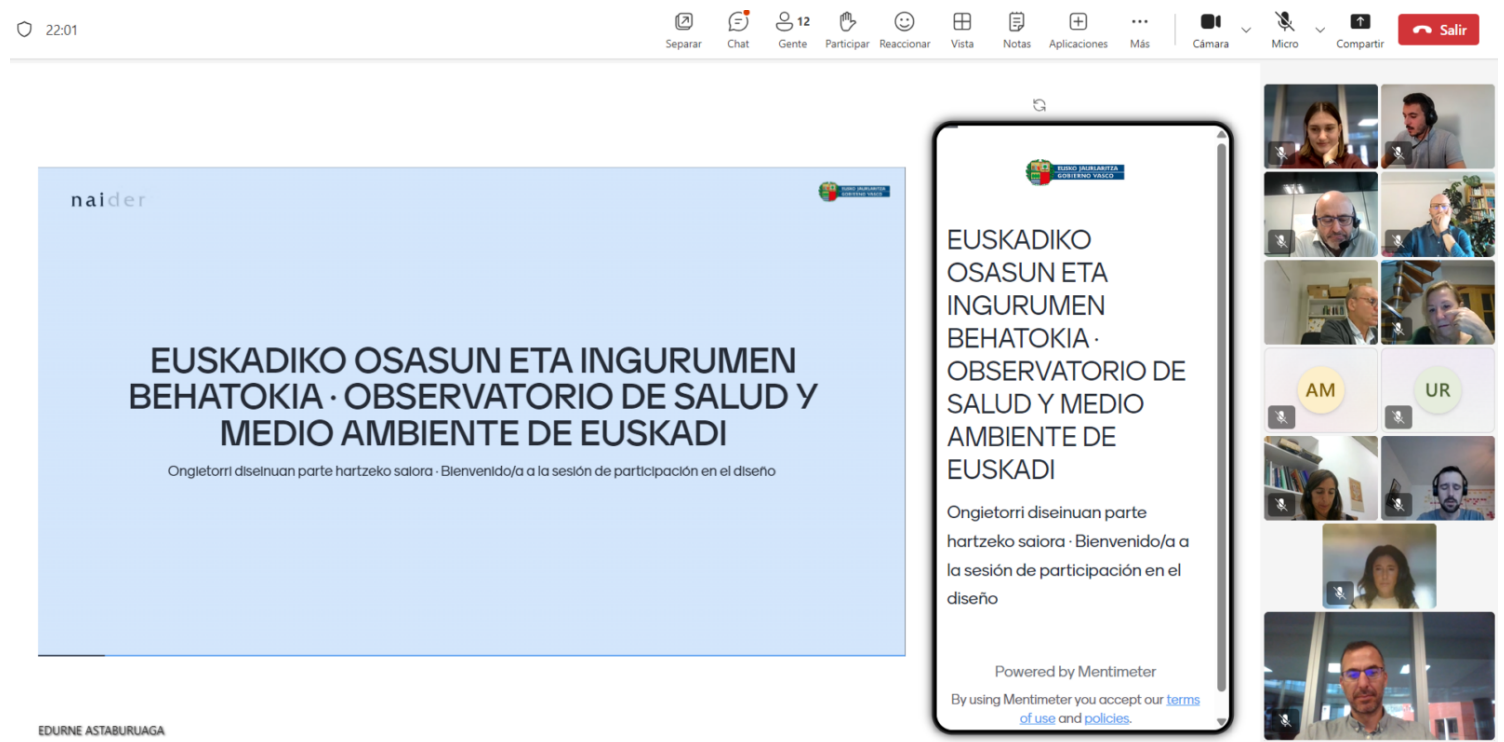 22:01
Separar
Chat
12
Gente
Participar
Reaccionar
Vista
Notas
Aplicaciones
Más
Cámara
Micro
Compartir
Salir
naider
EUSKO JAURLARITZA
GOBIERNO VASCO
EUSKADIKO OSASUN ETA INGURUMEN
BEHATOKIA · OBSERVATORIO DE SALUD Y
MEDIO AMBIENTE DE EUSKADI
Ongietorri diseinuan parte hartzeko saiora · Bienvenido/a a la sesión de participación en el diseño
EDURNE ASTABURUAGA
EUSKO JAURLARITZA
GOBIERNO VASCO
EUSKADIKO
OSASUN ETA
INGURUMEN
BEHATOKIA ·
OBSERVATORIO DE
SALUD Y MEDIO
AMBIENTE DE
EUSKADI
Ongietorri diseinuan parte
hartzeko saiora · Bienvenido/a a
la sesión de participación en el
diseño
Powered by Mentimeter
By using Mentimeter you accept our terms
of use and policies.
AM
UR